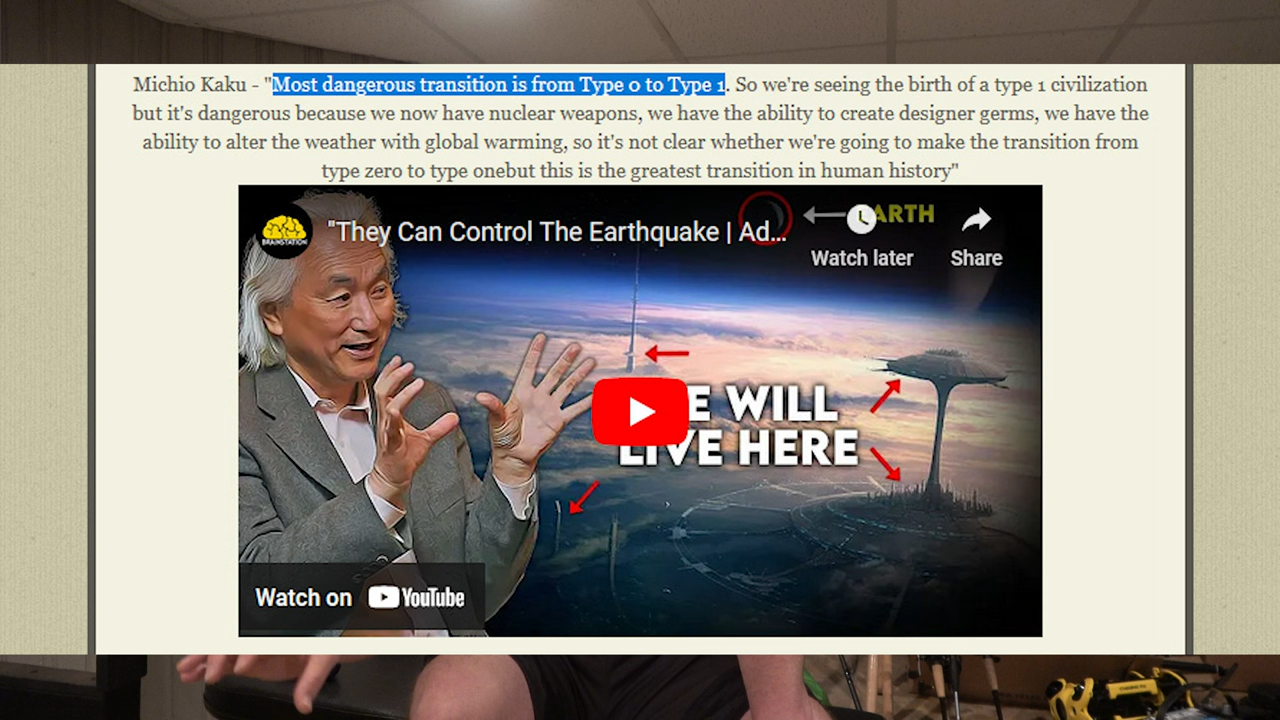 Michio Kaku - "Most dangerous transition is from Type 0 to Type 1. So we're seeing the birth of a type 1 civilization
but it's dangerous because we now have nuclear weapons, we have the ability to create designer germs, we have the
ability to alter the weather with global warming, so it's not clear whether we're going to make the transition from
type zero to type onebut this is the greatest transition in human history"
BRAINSTATION
"They Can Control The Earthquake | Ad...
ARTH
Watch later
Share
E WILL
LIVE HERE
Watch on YouTube